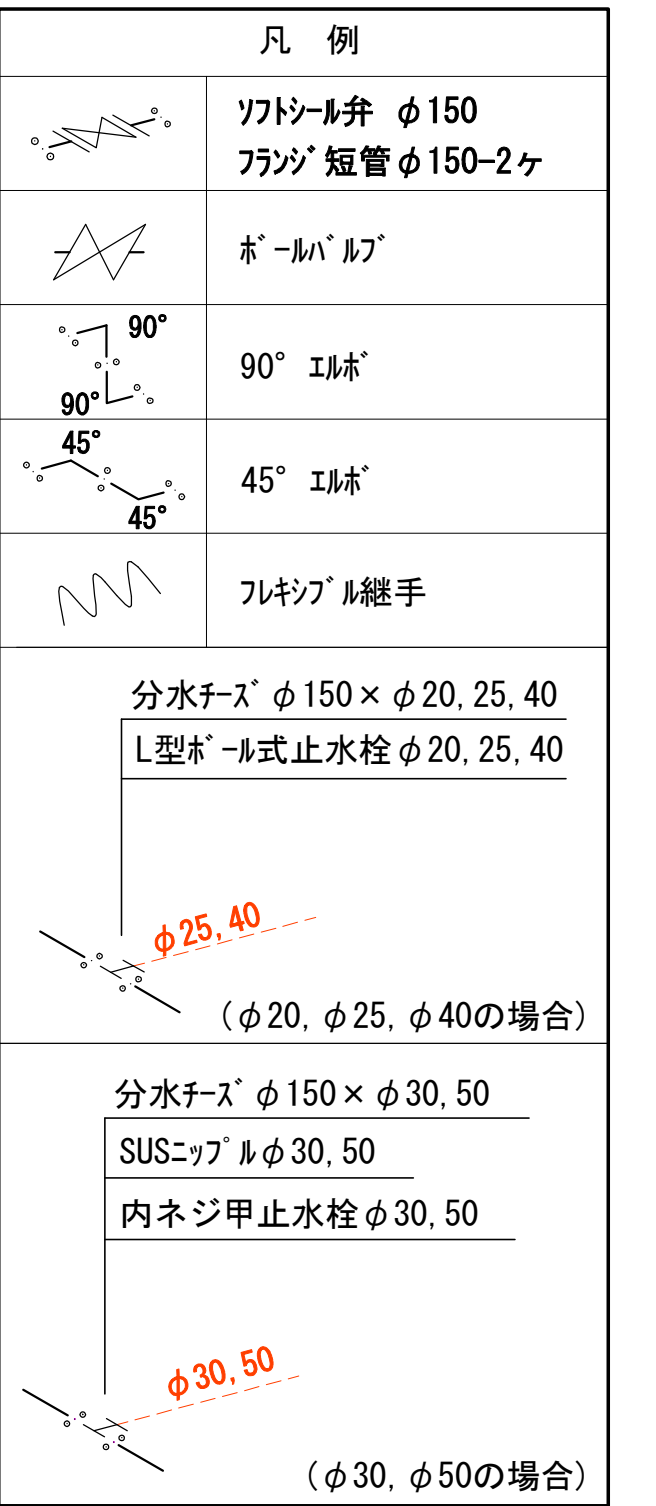 凡 例
ｿﾌﾄｼｰﾙ弁 φ150
ﾌﾗﾝｼﾞ短管φ150-2ヶ
ﾎﾞｰﾙﾊﾞﾙﾌﾞ
90°
90°
90° ｴﾙﾎﾞ
45°
45°
45° ｴﾙﾎﾞ
ﾌﾚｷｼﾌﾞﾙ継手
分水ﾁｰｽﾞφ150×φ20,25,40
L型ﾎﾞｰﾙ式止水栓φ20,25,40
φ25,40
(φ20,φ25,φ40の場合)
分水ﾁｰｽﾞφ150×φ30,50
SUSﾆｯﾌﾟﾙφ30,50
内ネジ甲止水栓φ30,50
φ30,50
(φ30,φ50の場合)